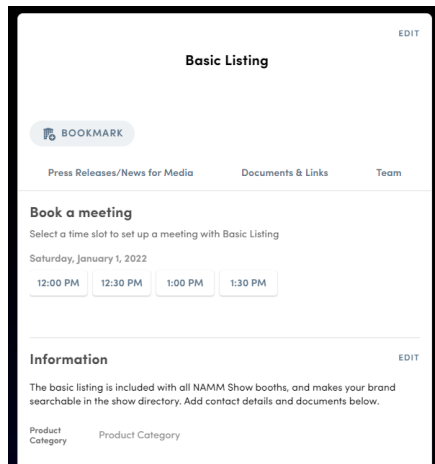 EDIT
Basic Listing
BOOKMARK
Press Releases/News for Media Documents & Links Team
Book a meeting
Select a time slot to set up a meeting with Basic Listing
Saturday, January 1, 2022
12:00 PM 12:30 PM 1:00 PM 1:30 PM
Information EDIT
The basic listing is included with all NAMM Show booths, and makes your brand
searchable in the show directory. Add contact details and documents below.
Product
Category Product Category